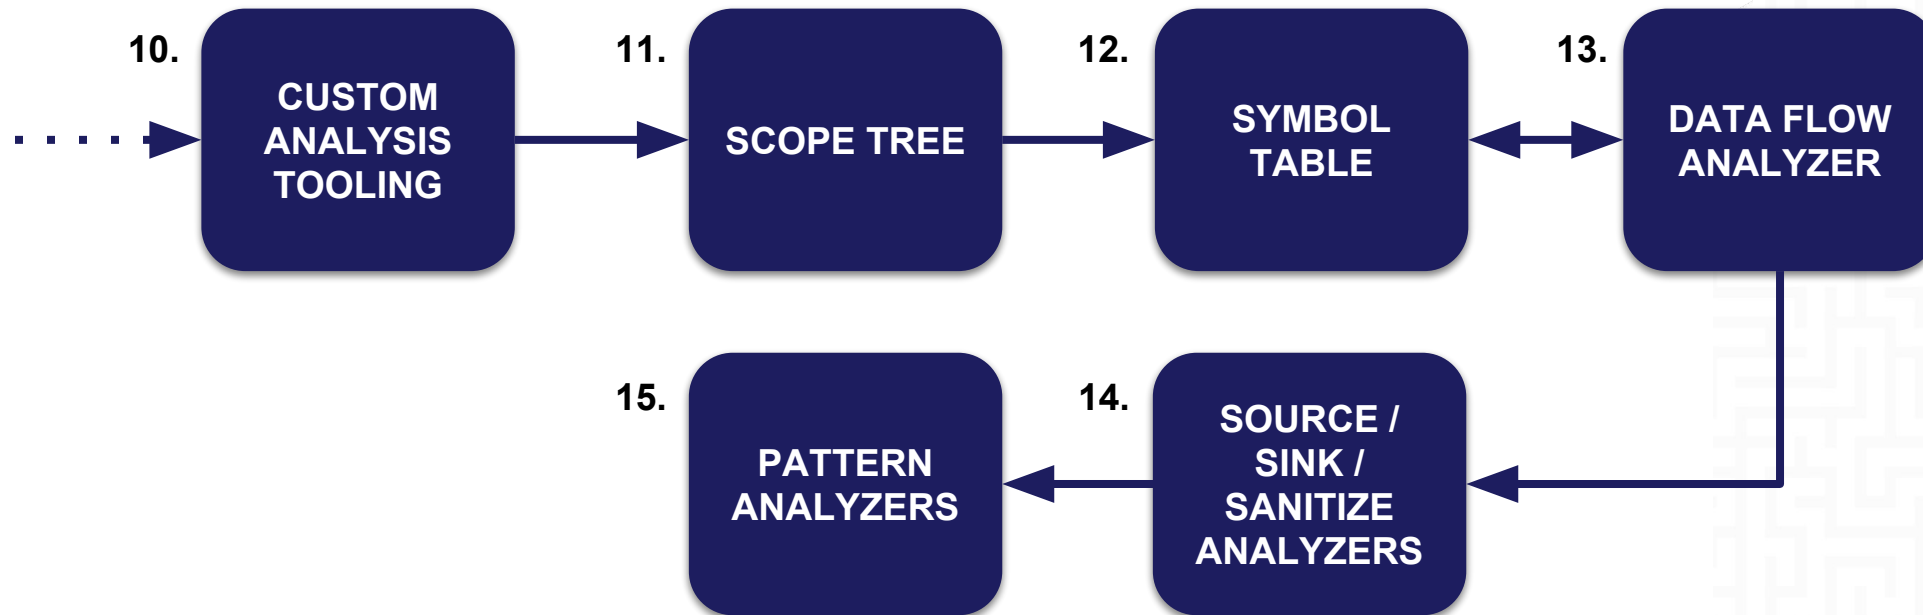 10.
CUSTOM
ANALYSIS
TOOLING
11.
SCOPE TREE
12.
SYMBOL
TABLE
13.
DATA FLOW
ANALYZER
14.
SOURCE /
SINK /
SANITIZE
ANALYZERS
15.
PATTERN
ANALYZERS